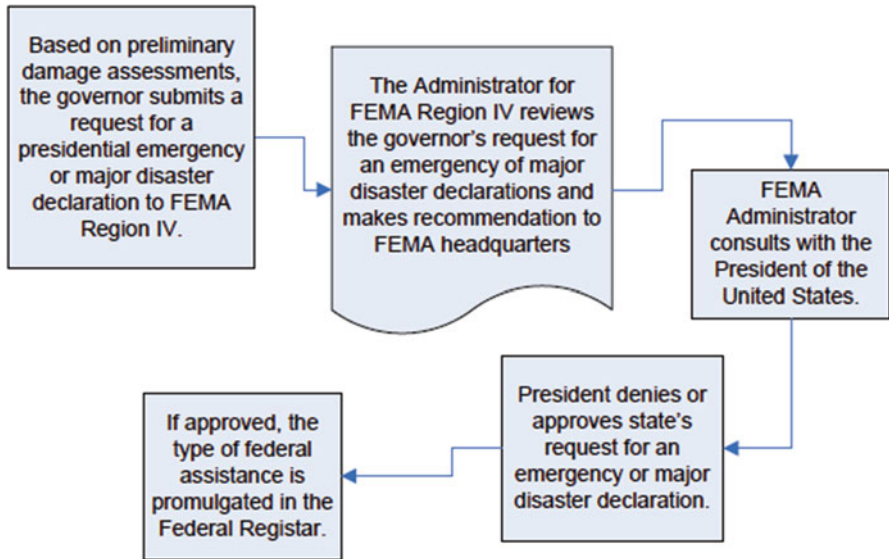 Based on preliminary
damage assessments,
the governor submits a
request for a
presidential emergency
or major disaster
declaration to FEMA
Region IV.
The Administrator for
FEMA Region IV reviews
the governor's request for
an emergency of major
disaster declarations and
makes recommendation to
FEMA headquarters
FEMA
Administrator
consults with the
President of the
United States.
President denies or
approves state's
request for an
emergency or major
disaster declaration.
If approved, the
type of federal
assistance is
promulgated in the
Federal Registar.